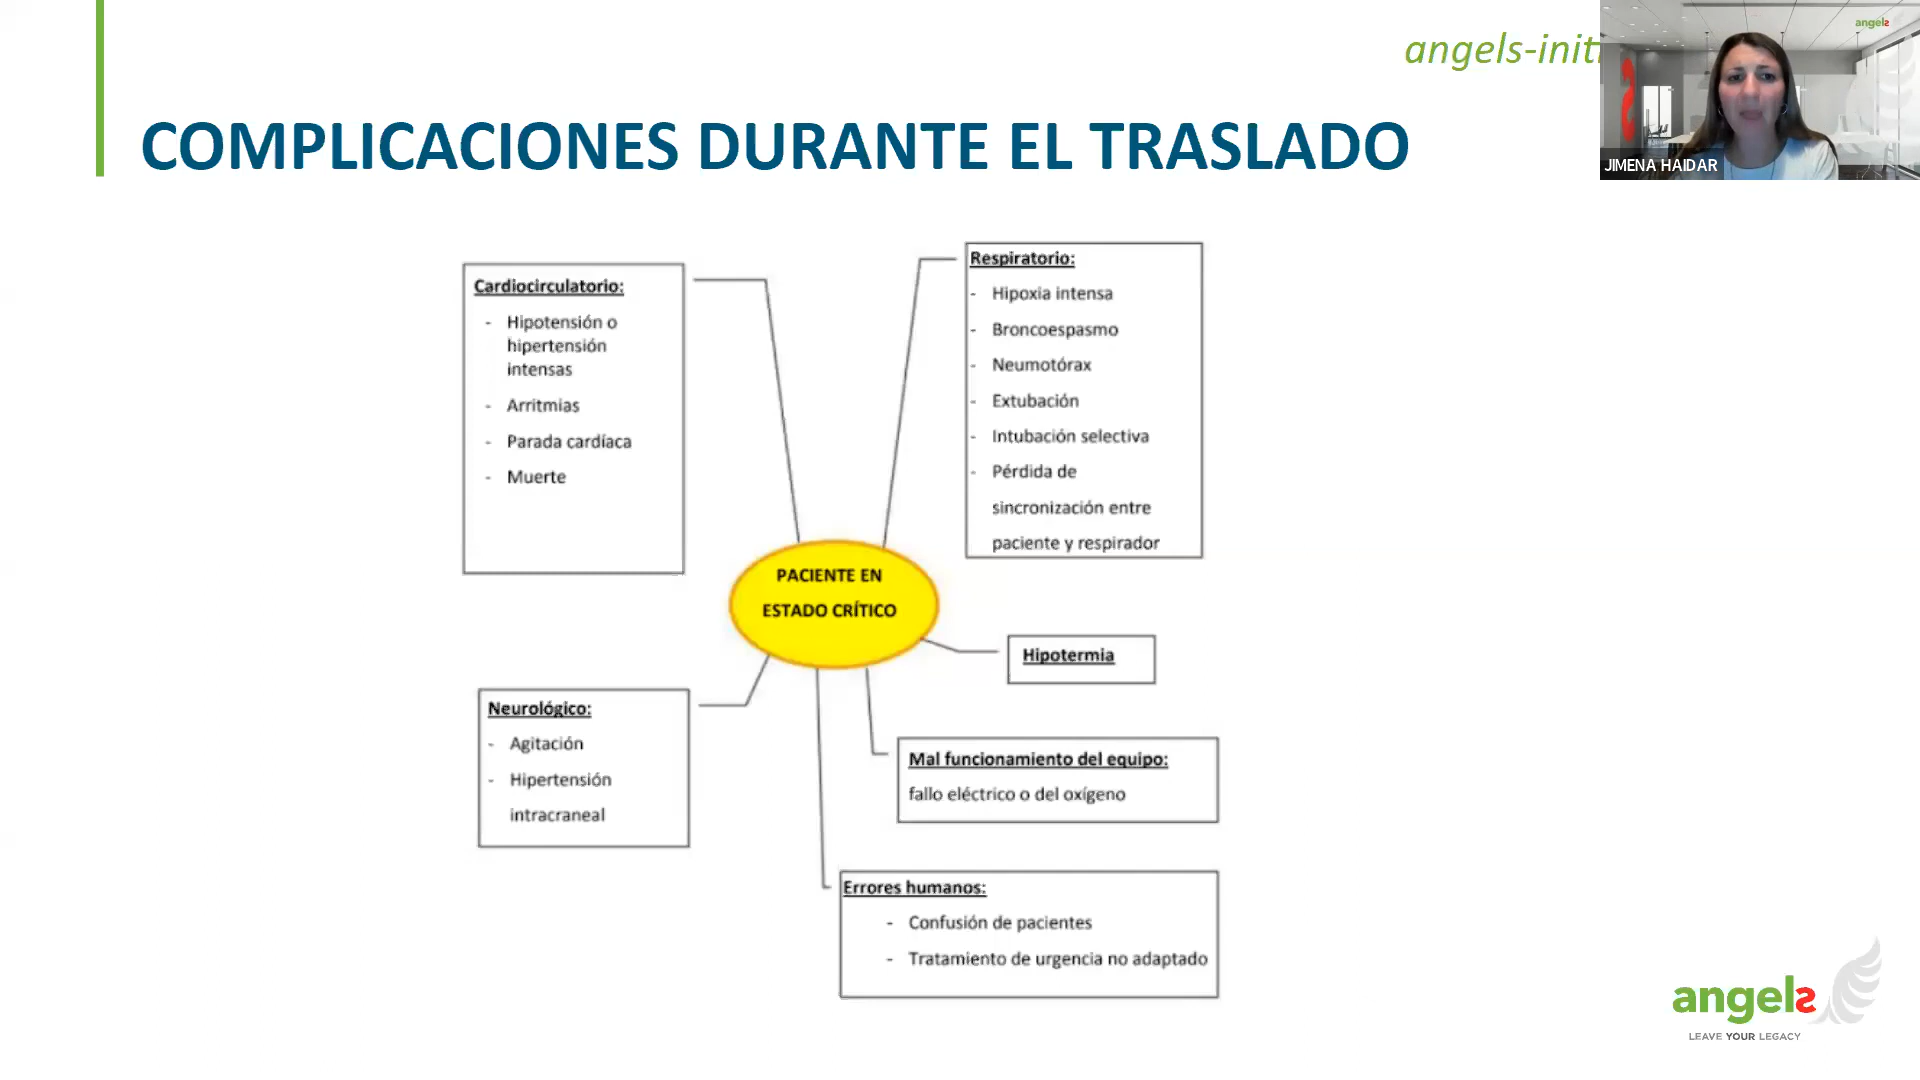 angels-init
angels
JIMENA HAIDAR
COMPLICACIONES DURANTE EL TRASLADO
Cardiocirculatorio:
- Hipotensión o
hipertensión
intensas
- Arritmias
- Parada cardíaca
- Muerte
Respiratorio:
- Hipoxia intensa
- Broncoespasmo
- Neumotórax
- Extubación
- Intubación selectiva
- Pérdida de
sincronización entre
paciente y respirador
PACIENTE EN
ESTADO CRÍTICO
Hipotermia
Neurológico:
- Agitación
- Hipertensión
intracraneal
Mal funcionamiento del equipo:
fallo eléctrico o del oxígeno
Errores humanos:
- Confusión de pacientes
- Tratamiento de urgencia no adaptado
angels
LEAVE YOUR LEGACY